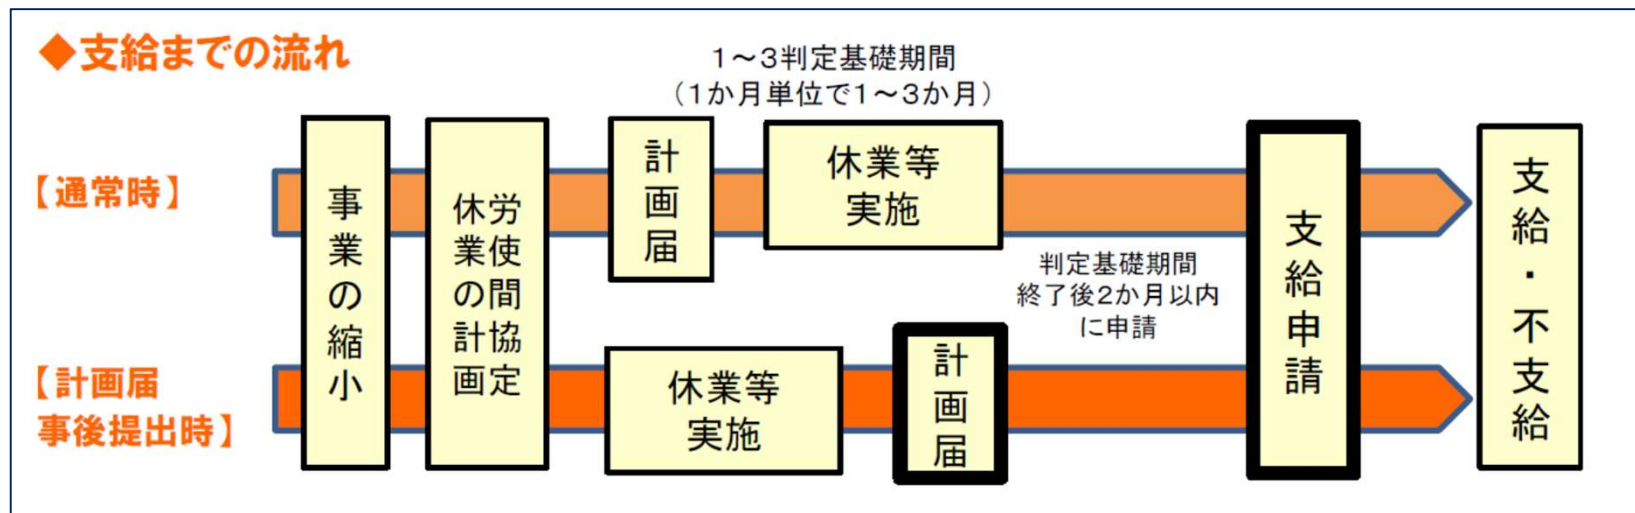 ◆支給までの流れ
1～3判定基礎期間
（1か月単位で1～3か月）
【通常時】
事業の縮小
労使間協定
休業の計画
計画届
休業等
実施
判定基礎期間
終了後2か月以内
に申請
支給申請
支給・不支給
【計画届
事後提出時】
休業等
実施
計画届